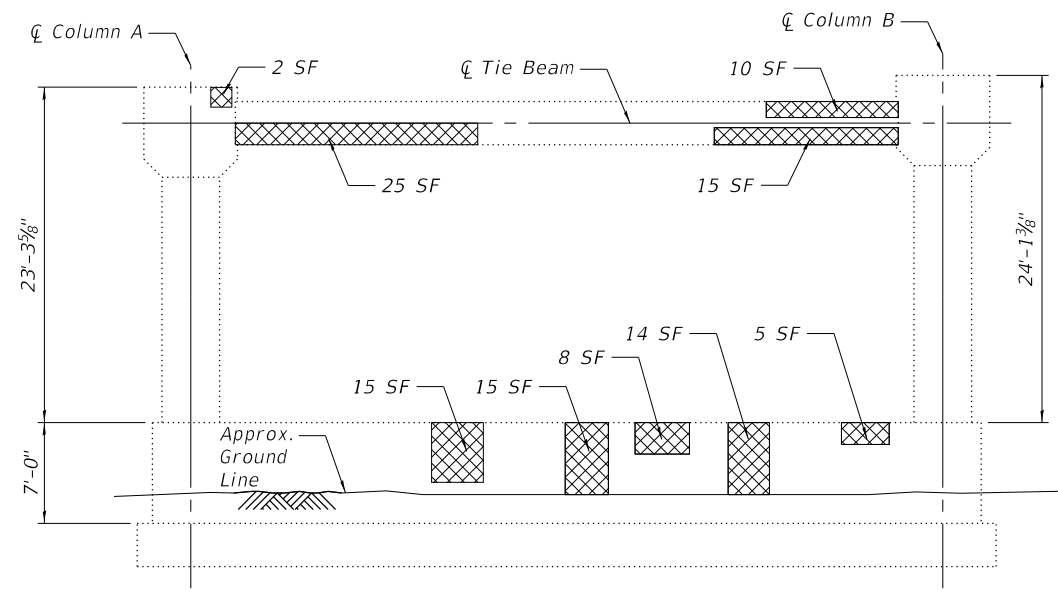 ℄ Column A
℄ Column B
2 SF
℄ Tie Beam
10 SF
25 SF
15 SF
23'-3⅝"
24'-1⅜"
14 SF
5 SF
8 SF
15 SF
15 SF
Approx.
Ground
Line
7'-0"